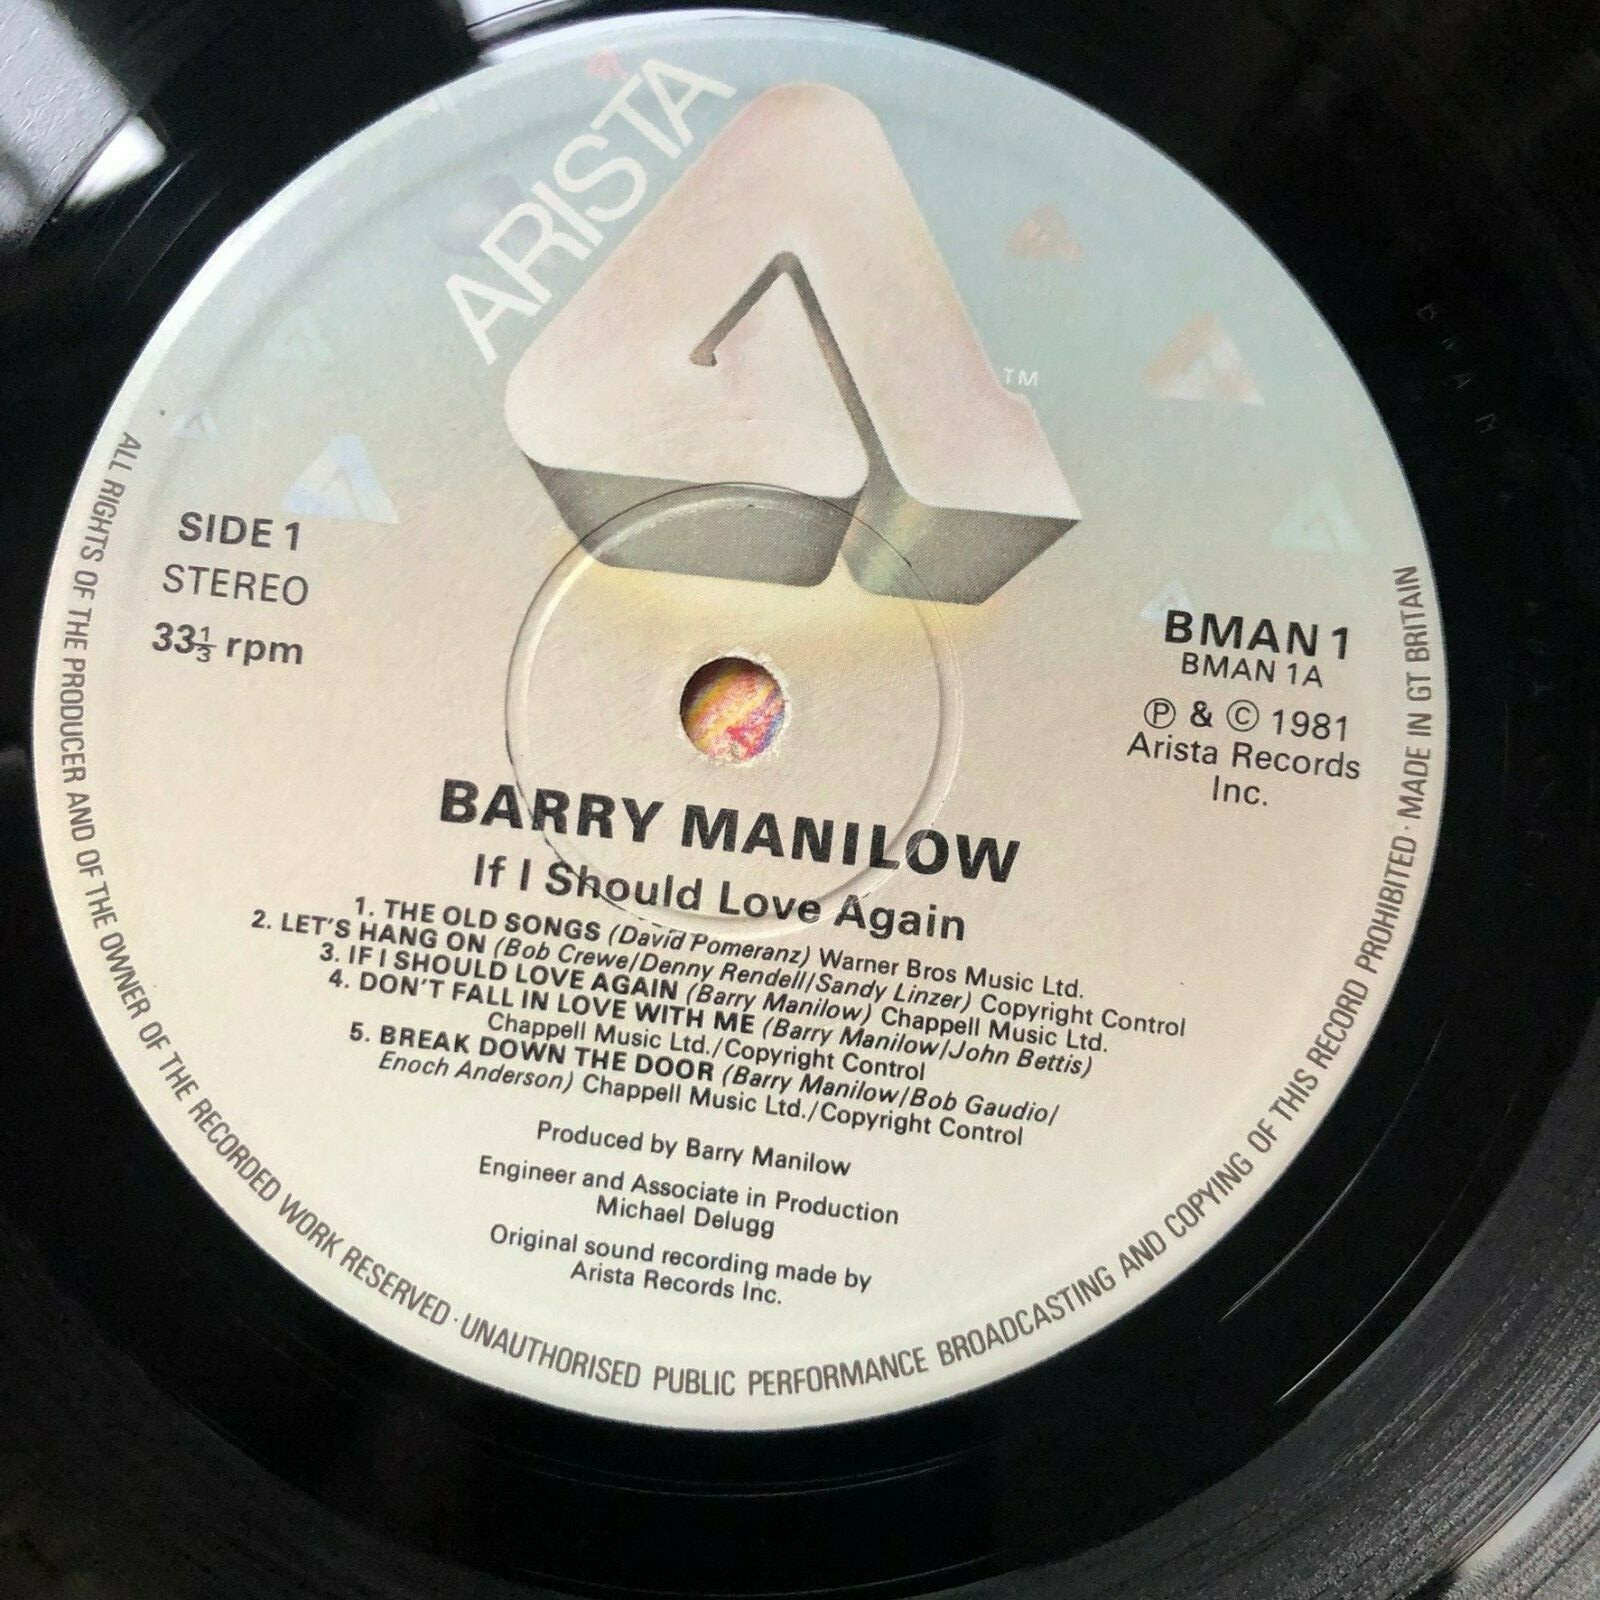 ARISTA
TM
SIDE 1
STEREO
33⅓ rpm
BMAN 1
BMAN 1A
℗ & © 1981
Arista Records
Inc.
BARRY MANILOW
If I Should Love Again
1. THE OLD SONGS (David Pomeranz) Warner Bros Music Ltd.
2. LET'S HANG ON (Bob Crewe/Denny Rendell/Sandy Linzer) Copyright Control
3. IF I SHOULD LOVE AGAIN (Barry Manilow) Chappell Music Ltd.
4. DON'T FALL IN LOVE WITH ME (Barry Manilow/John Bettis)
Chappell Music Ltd./Copyright Control
5. BREAK DOWN THE DOOR (Barry Manilow/Bob Gaudio/
Enoch Anderson) Chappell Music Ltd./Copyright Control
Produced by Barry Manilow
Engineer and Associate in Production
Michael Delugg
Original sound recording made by
Arista Records Inc.
ALL RIGHTS OF THE PRODUCER AND OF THE OWNER OF THE RECORDED WORK RESERVED · UNAUTHORISED PUBLIC PERFORMANCE BROADCASTING AND COPYING OF THIS RECORD PROHIBITED · MADE IN GT BRITAIN